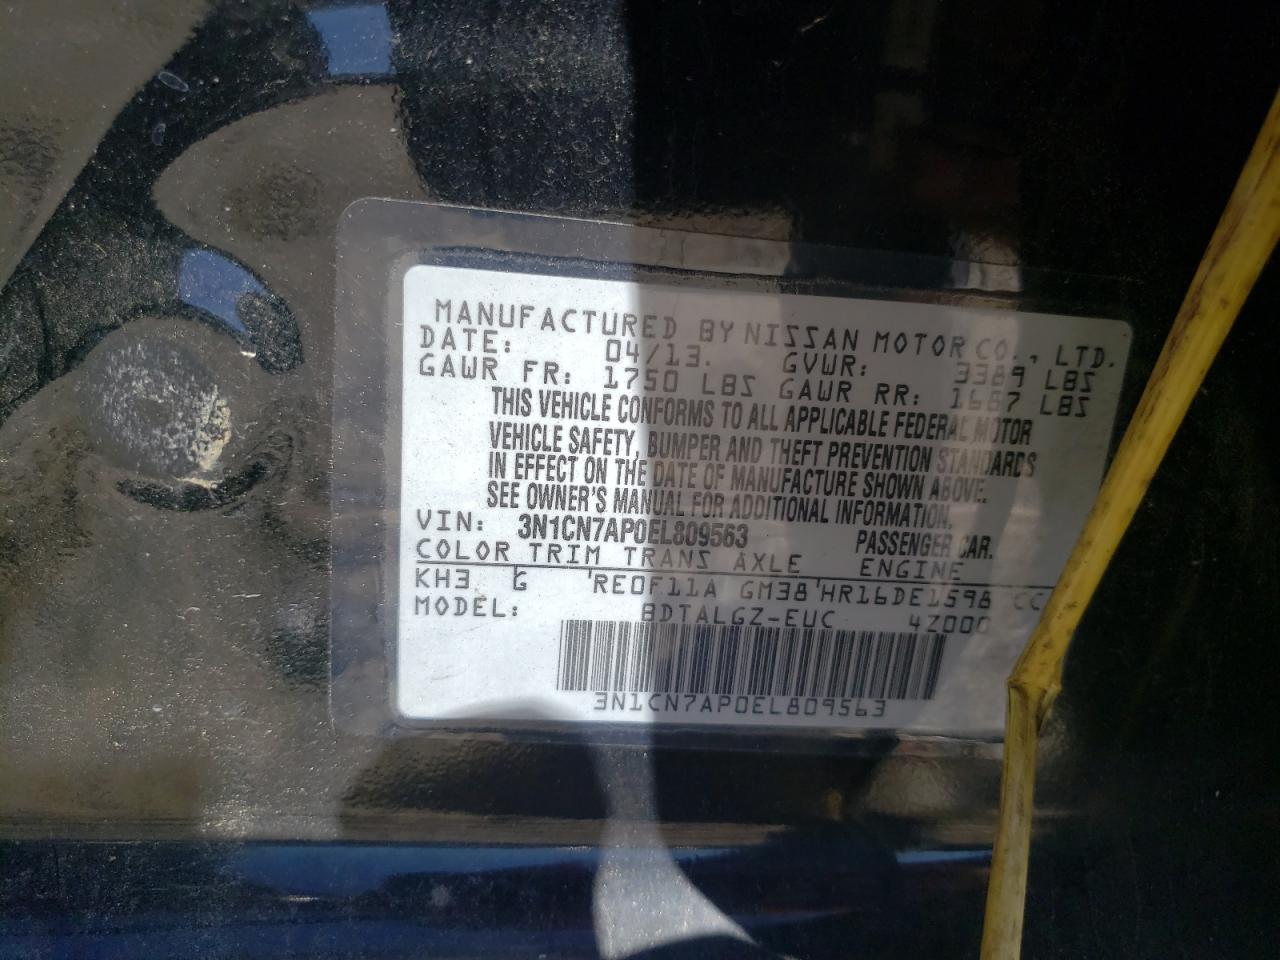 MANUFACTURED BY NISSAN MOTOR CO., LTD.
DATE: 04/13. GVWR: 3389 LBS
GAWR FR: 1750 LBS GAWR RR: 1687 LBS
THIS VEHICLE CONFORMS TO ALL APPLICABLE FEDERAL MOTOR
VEHICLE SAFETY, BUMPER AND THEFT PREVENTION STANDARDS
IN EFFECT ON THE DATE OF MANUFACTURE SHOWN ABOVE.
SEE OWNER'S MANUAL FOR ADDITIONAL INFORMATION.
VIN: 3N1CN7AP0EL809563 PASSENGER CAR.
COLOR TRIM TRANS AXLE ENGINE
KH3 G RE0F11A GM38 HR16DE1598 CC
MODEL: BDTALGZ-EUC 4Z000
3N1CN7AP0EL809563